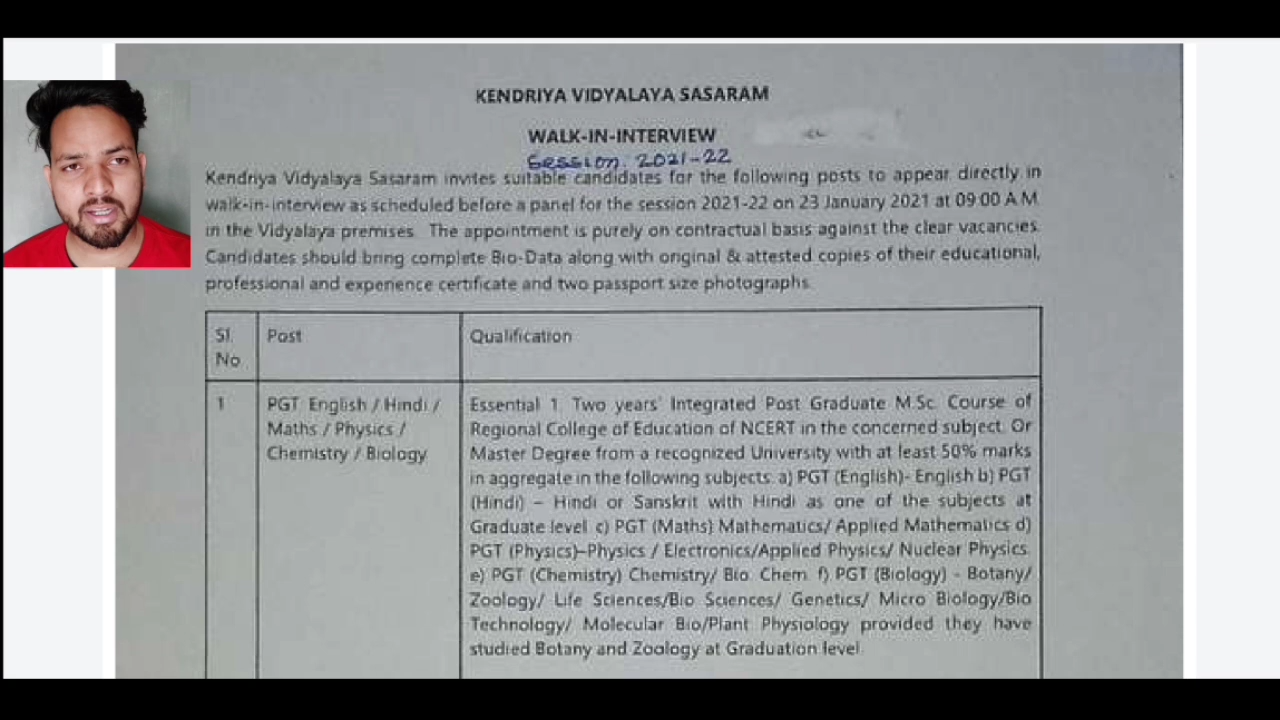 KENDRIYA VIDYALAYA SASARAM
WALK-IN-INTERVIEW
Session. 2021-22
Kendriya Vidyalaya Sasaram invites suitable candidates for the following posts to appear directly in
walk-in-interview as scheduled before a panel for the session 2021-22 on 23 January 2021 at 09:00 A.M.
in the Vidyalaya premises. The appointment is purely on contractual basis against the clear vacancies.
Candidates should bring complete Bio-Data along with original & attested copies of their educational,
professional and experience certificate and two passport size photographs.
Sl. Post Qualification
No
1 PGT English / Hindi / Essential 1. Two years' Integrated Post Graduate M.Sc. Course of
Maths / Physics / Regional College of Education of NCERT in the concerned subject. Or
Chemistry / Biology Master Degree from a recognized University with at least 50% marks
in aggregate in the following subjects. a) PGT (English)- English b) PGT
(Hindi) – Hindi or Sanskrit with Hindi as one of the subjects at
Graduate level c) PGT (Maths) Mathematics/ Applied Mathematics d)
PGT (Physics)–Physics / Electronics/Applied Physics/ Nuclear Physics.
e) PGT (Chemistry) Chemistry/ Bio. Chem. f) PGT (Biology) - Botany/
Zoology/ Life Sciences/Bio Sciences/ Genetics/ Micro Biology/Bio
Technology/ Molecular Bio/Plant Physiology provided they have
studied Botany and Zoology at Graduation level.